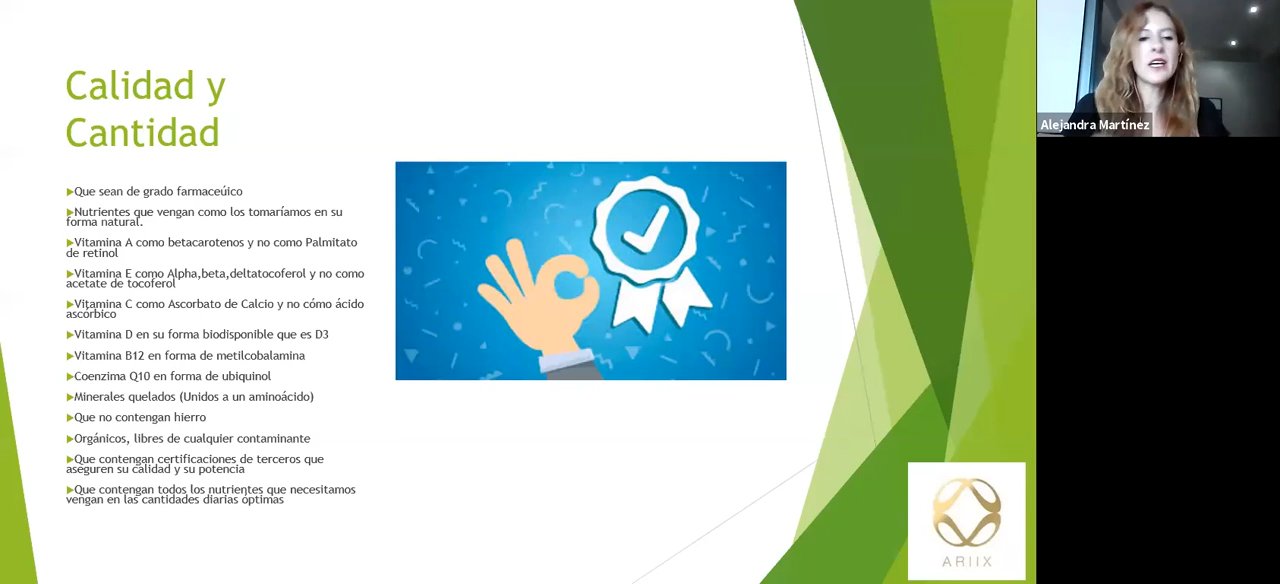 Calidad y
Cantidad
Que sean de grado farmaceúico
Nutrientes que vengan como los tomaríamos en su
forma natural.
Vitamina A como betacarotenos y no como Palmitato
de retinol
Vitamina E como Alpha,beta,deltatocoferol y no como
acetate de tocoferol
Vitamina C como Ascorbato de Calcio y no cómo ácido
ascórbico
Vitamina D en su forma biodisponible que es D3
Vitamina B12 en forma de metilcobalamina
Coenzima Q10 en forma de ubiquinol
Minerales quelados (Unidos a un aminoácido)
Que no contengan hierro
Orgánicos, libres de cualquier contaminante
Que contengan certificaciones de terceros que
aseguren su calidad y su potencia
Que contengan todos los nutrientes que necesitamos
vengan en las cantidades diarias óptimas
Alejandra Martínez
ARIIX